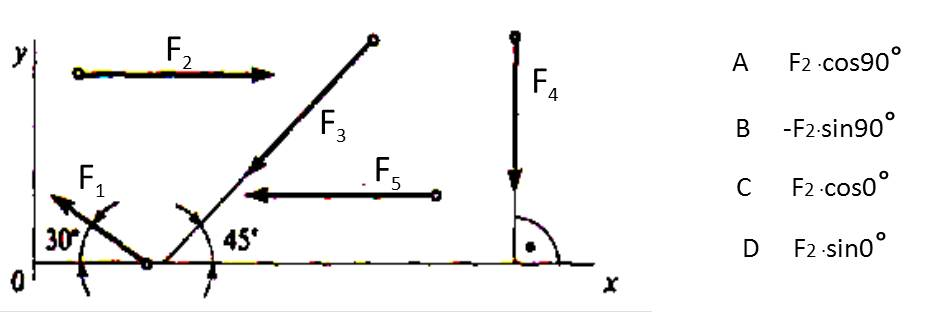 y
F2
F3
F4
F1
F5
30°
45°
0
x
A F2·cos90°
B -F2·sin90°
C F2·cos0°
D F2·sin0°